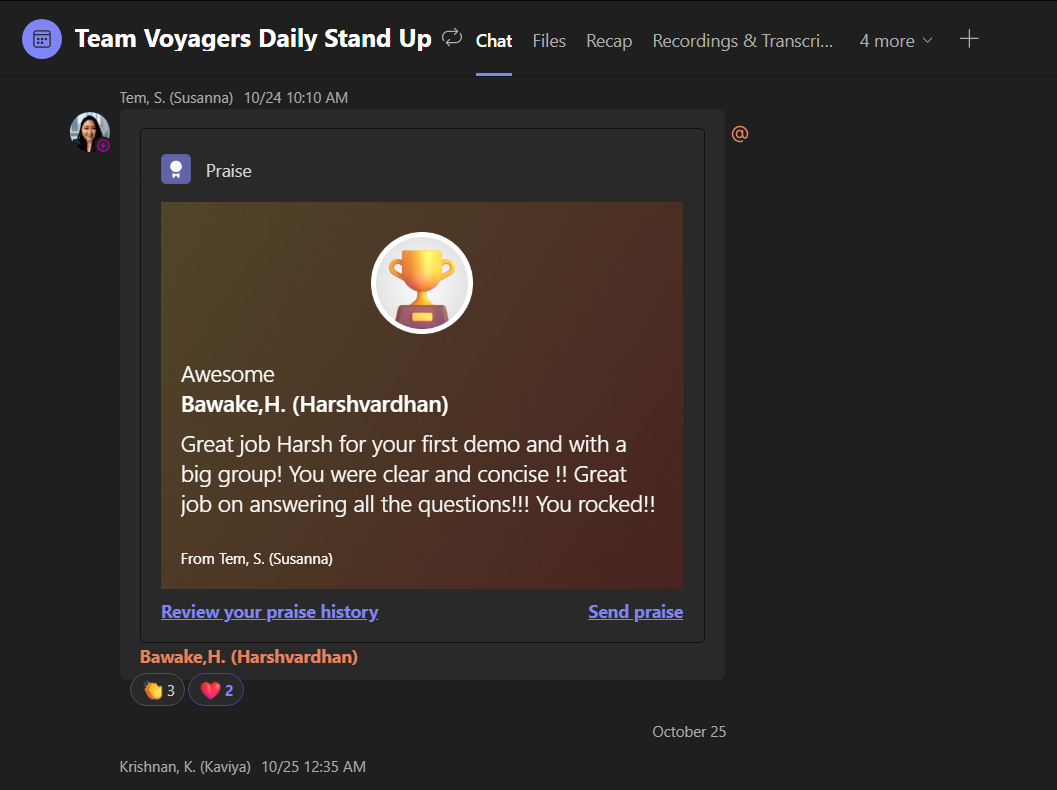 Team Voyagers Daily Stand Up Chat Files Recap Recordings & Transcri... 4 more
Tem, S. (Susanna) 10/24 10:10 AM
@
Praise
Awesome
Bawake,H. (Harshvardhan)
Great job Harsh for your first demo and with a
big group! You were clear and concise !! Great
job on answering all the questions!!! You rocked!!
From Tem, S. (Susanna)
Review your praise history Send praise
Bawake,H. (Harshvardhan)
3 2
October 25
Krishnan, K. (Kaviya) 10/25 12:35 AM